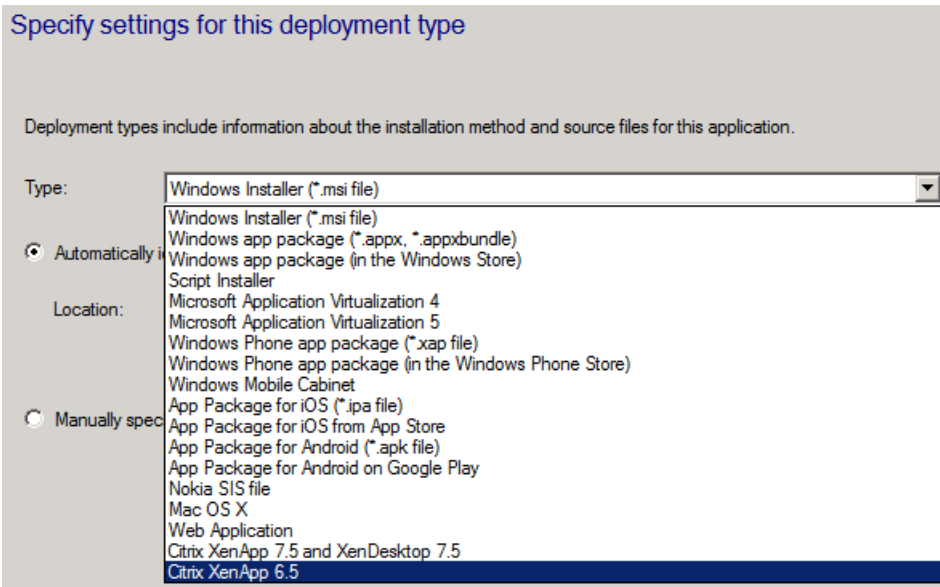 Specify settings for this deployment type
Deployment types include information about the installation method and source files for this application.
Type:
Windows Installer (*.msi file)
Windows Installer (*.msi file)
Windows app package (*.appx, *.appxbundle)
Automatically i
Windows app package (in the Windows Store)
Script Installer
Location:
Microsoft Application Virtualization 4
Microsoft Application Virtualization 5
Windows Phone app package (*.xap file)
Windows Phone app package (in the Windows Phone Store)
Windows Mobile Cabinet
App Package for iOS (*.ipa file)
Manually spec
App Package for iOS from App Store
App Package for Android (*.apk file)
App Package for Android on Google Play
Nokia SIS file
Mac OS X
Web Application
Citrix XenApp 7.5 and XenDesktop 7.5
Citrix XenApp 6.5